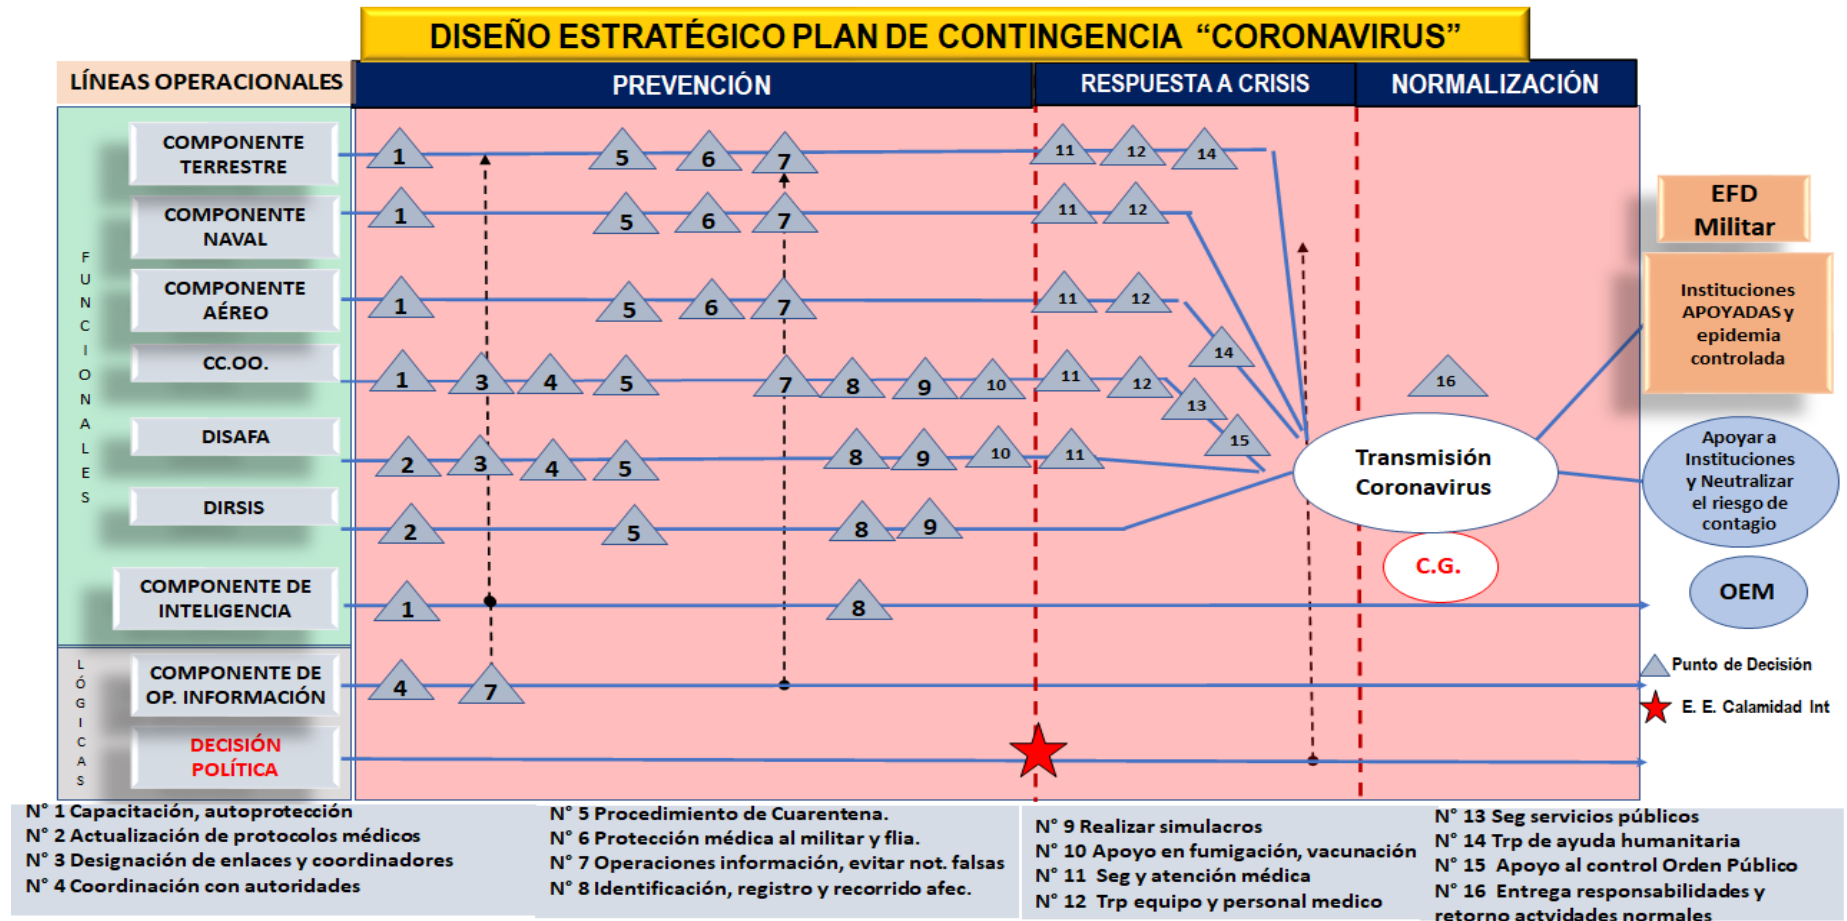 DISEÑO ESTRATÉGICO PLAN DE CONTINGENCIA “CORONAVIRUS”
LÍNEAS OPERACIONALES
PREVENCIÓN
RESPUESTA A CRISIS
NORMALIZACIÓN
FUNCIONALES
COMPONENTE
TERRESTRE
1
5
6
7
11
12
14
COMPONENTE
NAVAL
1
5
6
7
11
12
COMPONENTE
AÉREO
1
5
6
7
11
12
14
CC.OO.
1
3
4
5
7
8
9
10
11
12
13
15
16
DISAFA
2
3
4
5
8
9
10
11
DIRSIS
2
5
8
9
COMPONENTE DE
INTELIGENCIA
1
8
LÓGICAS
COMPONENTE DE
OP. INFORMACIÓN
4
7
DECISIÓN
POLÍTICA
Transmisión
Coronavirus
C.G.
EFD
Militar
Instituciones
APOYADAS y
epidemia
controlada
Apoyar a
Instituciones
y Neutralizar
el riesgo de
contagio
OEM
Punto de Decisión
E. E. Calamidad Int
N° 1 Capacitación, autoprotección
N° 2 Actualización de protocolos médicos
N° 3 Designación de enlaces y coordinadores
N° 4 Coordinación con autoridades
N° 5 Procedimiento de Cuarentena.
N° 6 Protección médica al militar y flia.
N° 7 Operaciones información, evitar not. falsas
N° 8 Identificación, registro y recorrido afec.
N° 9 Realizar simulacros
N° 10 Apoyo en fumigación, vacunación
N° 11 Seg y atención médica
N° 12 Trp equipo y personal medico
N° 13 Seg servicios públicos
N° 14 Trp de ayuda humanitaria
N° 15 Apoyo al control Orden Público
N° 16 Entrega responsabilidades y
retorno actvidades normales